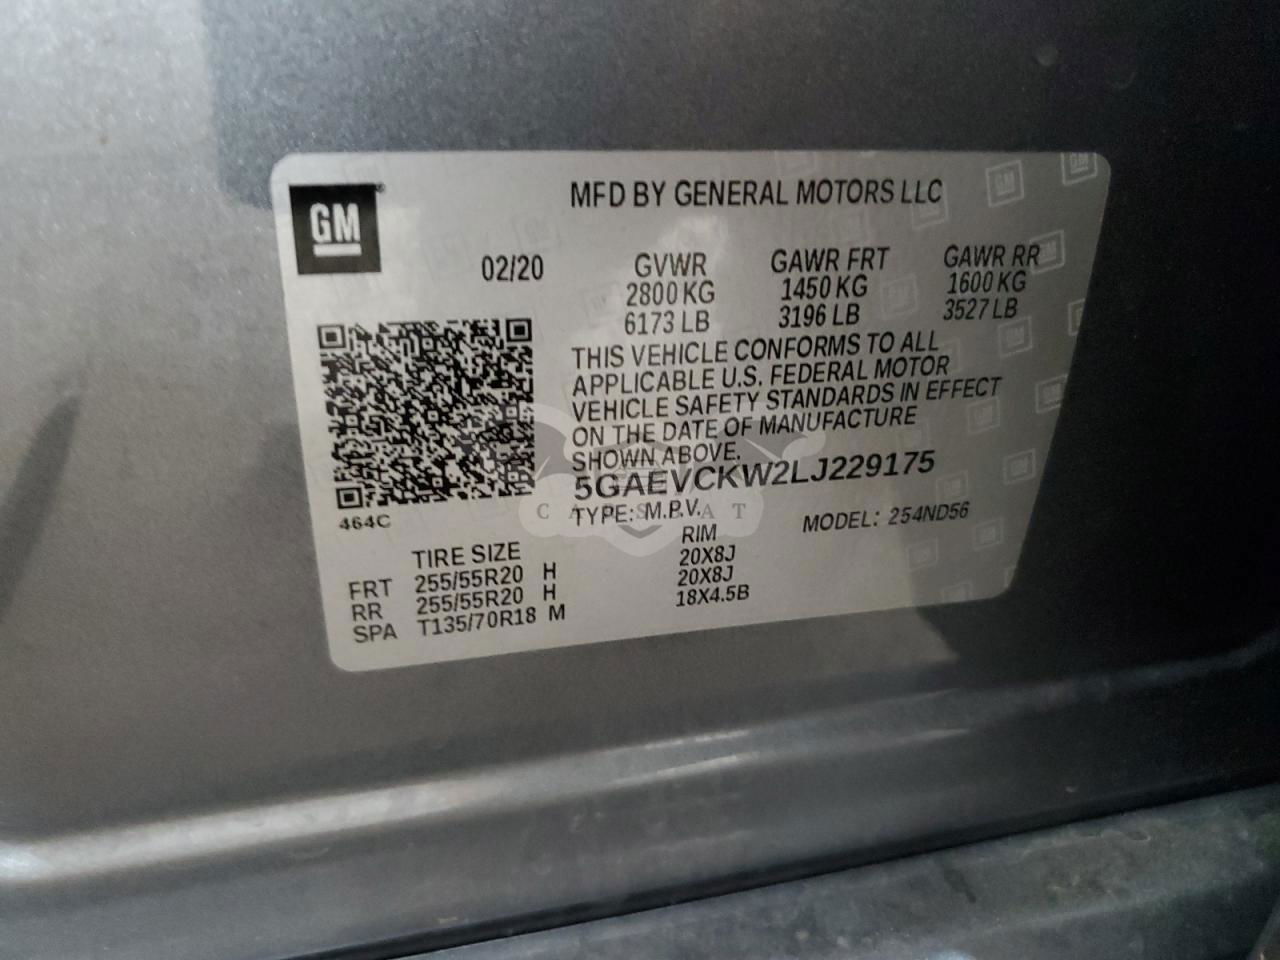 GM
MFD BY GENERAL MOTORS LLC
02/20
GVWR GAWR FRT GAWR RR
2800 KG 1450 KG 1600 KG
6173 LB 3196 LB 3527 LB
THIS VEHICLE CONFORMS TO ALL
APPLICABLE U.S. FEDERAL MOTOR
VEHICLE SAFETY STANDARDS IN EFFECT
ON THE DATE OF MANUFACTURE
SHOWN ABOVE.
5GAEVCKW2LJ229175
464C
TYPE: M.P.V. MODEL: 254ND56
TIRE SIZE RIM
FRT 255/55R20 H 20X8J
RR 255/55R20 H 20X8J
SPA T135/70R18 M 18X4.5B